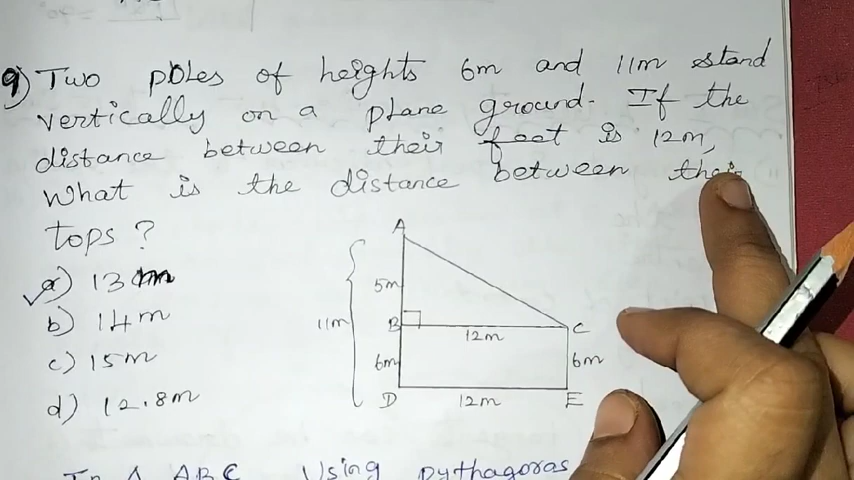 9) Two poles of heights 6m and 11m stand
vertically on a plane ground. If the
distance between their foot is 12m,
What is the distance between their
tops ?
a) 13m
b) 14m
c) 15m
d) 12.8m
A
5m
11m
B
C
12m
6m
6m
D
12m
E
In Δ ABC Using pythagoras